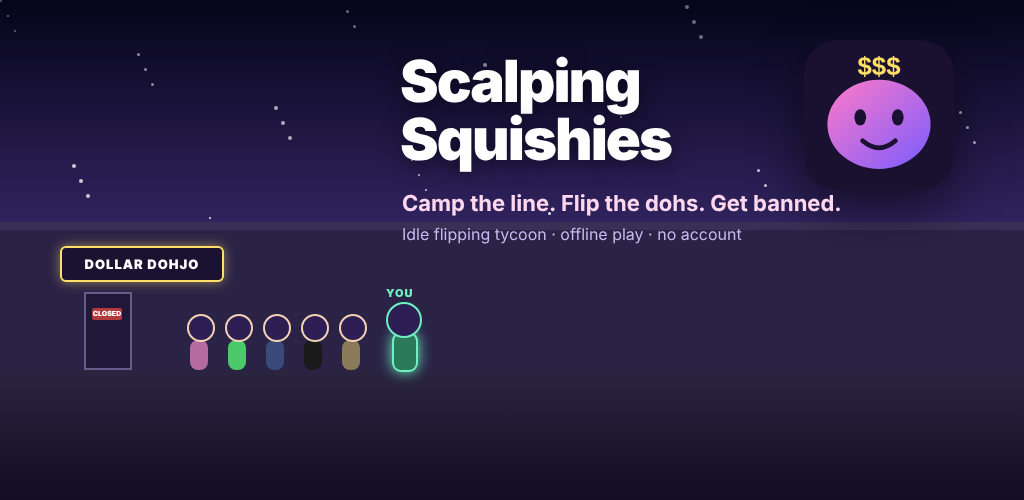 $$$
Scalping
Squishies
Camp the line. Flip the dohs. Get banned.
Idle flipping tycoon · offline play · no account
DOLLAR DOHJO
CLOSED
YOU